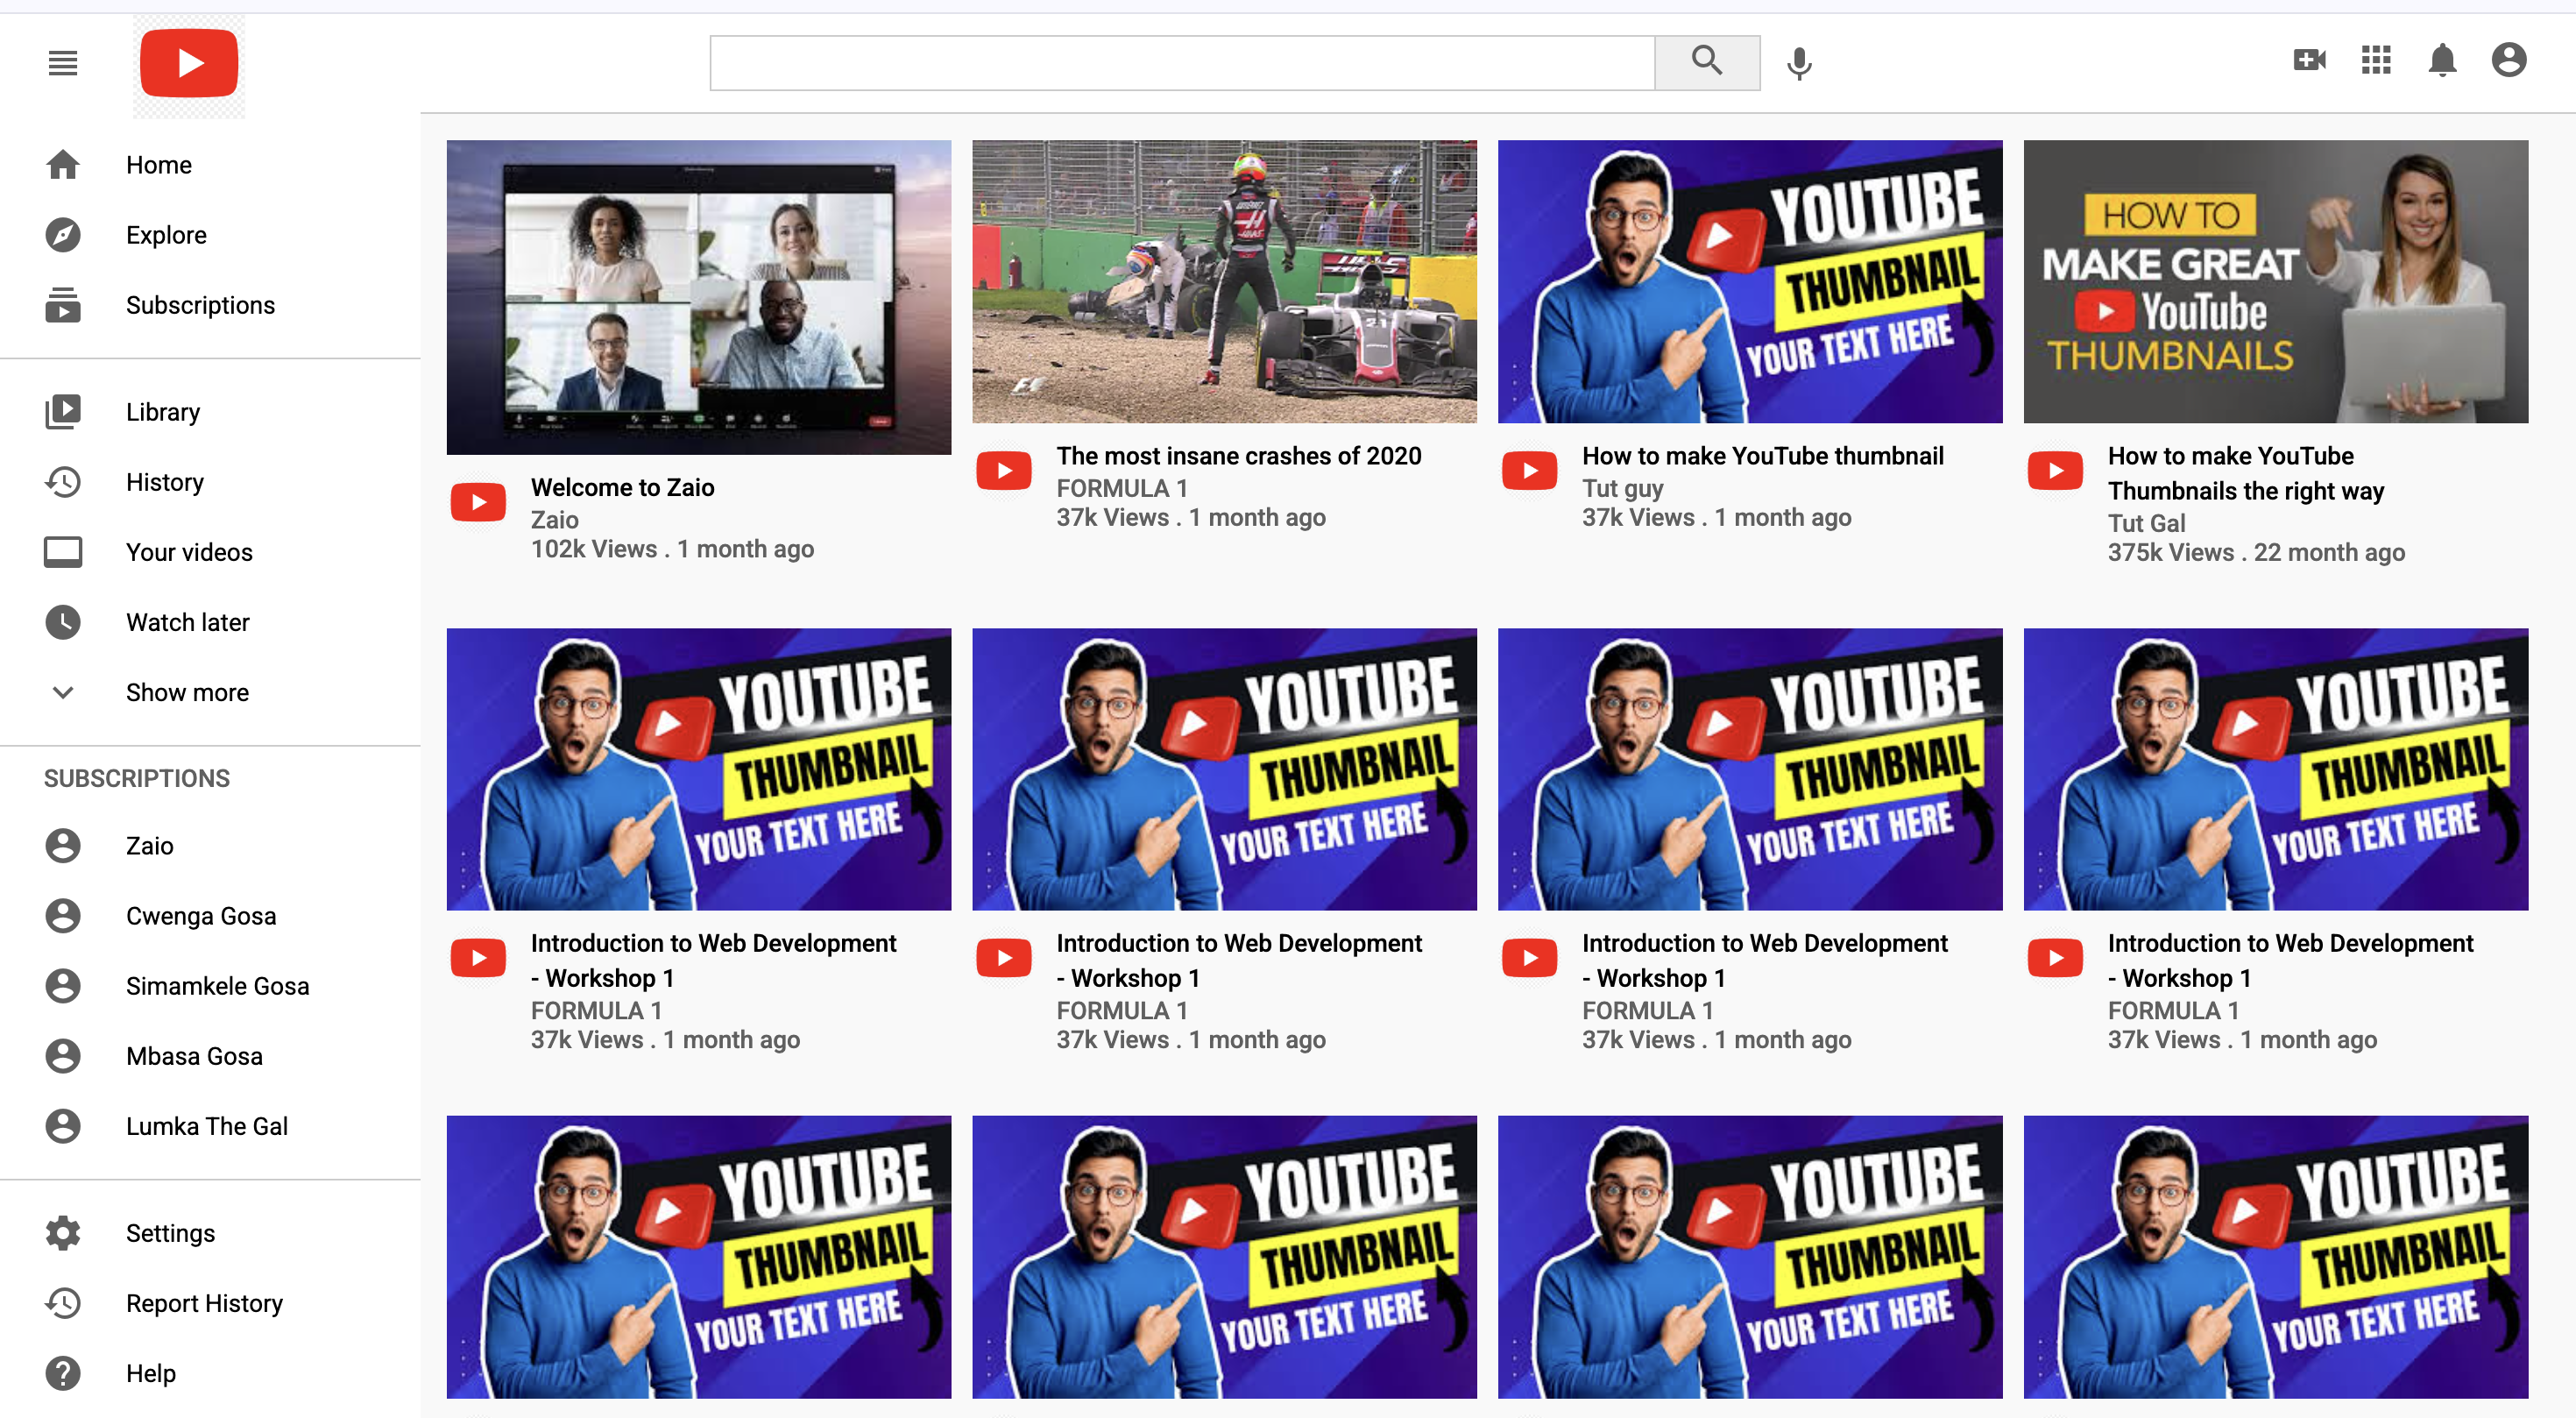 Home
Explore
Subscriptions
Library
History
Your videos
Watch later
Show more
SUBSCRIPTIONS
Zaio
Cwenga Gosa
Simamkele Gosa
Mbasa Gosa
Lumka The Gal
Settings
Report History
Help
Welcome to Zaio
Zaio
102k Views . 1 month ago
HAAS
21
F1
The most insane crashes of 2020
FORMULA 1
37k Views . 1 month ago
YOUTUBE
THUMBNAIL
YOUR TEXT HERE
How to make YouTube thumbnail
Tut guy
37k Views . 1 month ago
HOW TO
MAKE GREAT
YouTube
THUMBNAILS
How to make YouTube
Thumbnails the right way
Tut Gal
375k Views . 22 month ago
YOUTUBE
THUMBNAIL
YOUR TEXT HERE
Introduction to Web Development
- Workshop 1
FORMULA 1
37k Views . 1 month ago
YOUTUBE
THUMBNAIL
YOUR TEXT HERE
Introduction to Web Development
- Workshop 1
FORMULA 1
37k Views . 1 month ago
YOUTUBE
THUMBNAIL
YOUR TEXT HERE
Introduction to Web Development
- Workshop 1
FORMULA 1
37k Views . 1 month ago
YOUTUBE
THUMBNAIL
YOUR TEXT HERE
Introduction to Web Development
- Workshop 1
FORMULA 1
37k Views . 1 month ago
YOUTUBE
THUMBNAIL
YOUR TEXT HERE
YOUTUBE
THUMBNAIL
YOUR TEXT HERE
YOUTUBE
THUMBNAIL
YOUR TEXT HERE
YOUTUBE
THUMBNAIL
YOUR TEXT HERE